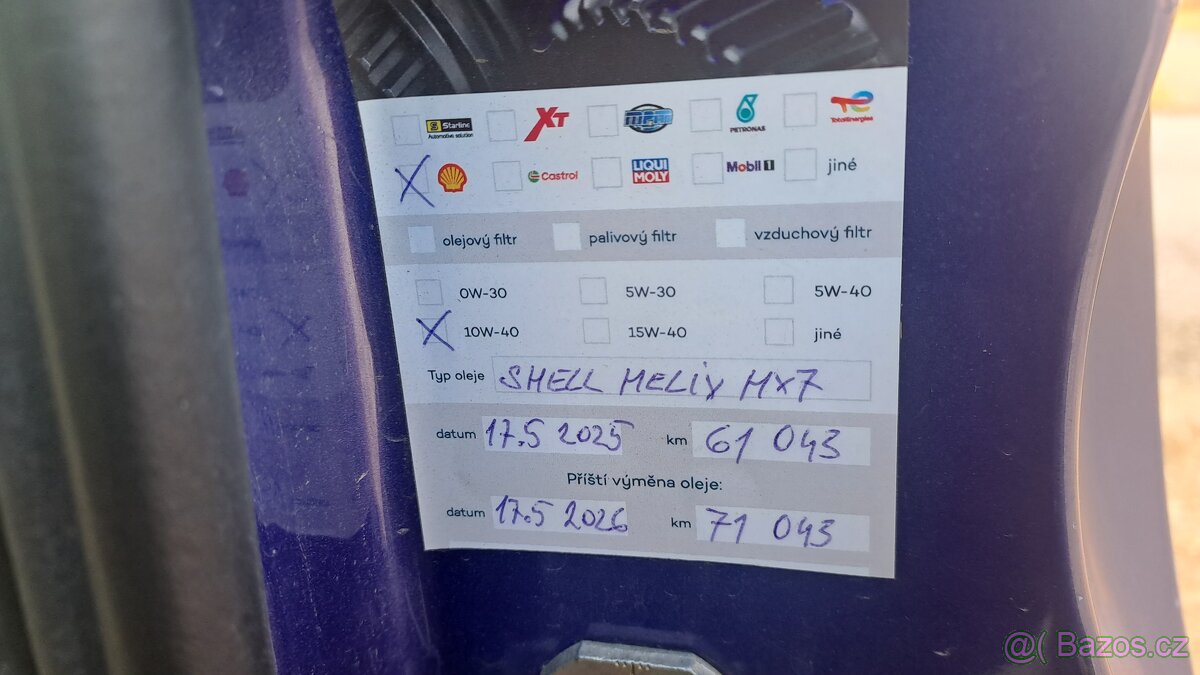 Starline XT MPM PETRONAS TotalEnergies
Automotive solution
X Castrol LIQUI MOLY Mobil 1 jiné
olejový filtr palivový filtr vzduchový filtr
0W-30 5W-30 5W-40
X 10W-40 15W-40 jiné
Typ oleje SHELL HELIX HX7
datum 17.5 2025 km 61 043
Příští výměna oleje:
datum 17.5 2026 km 71 043
@( Bazos.cz